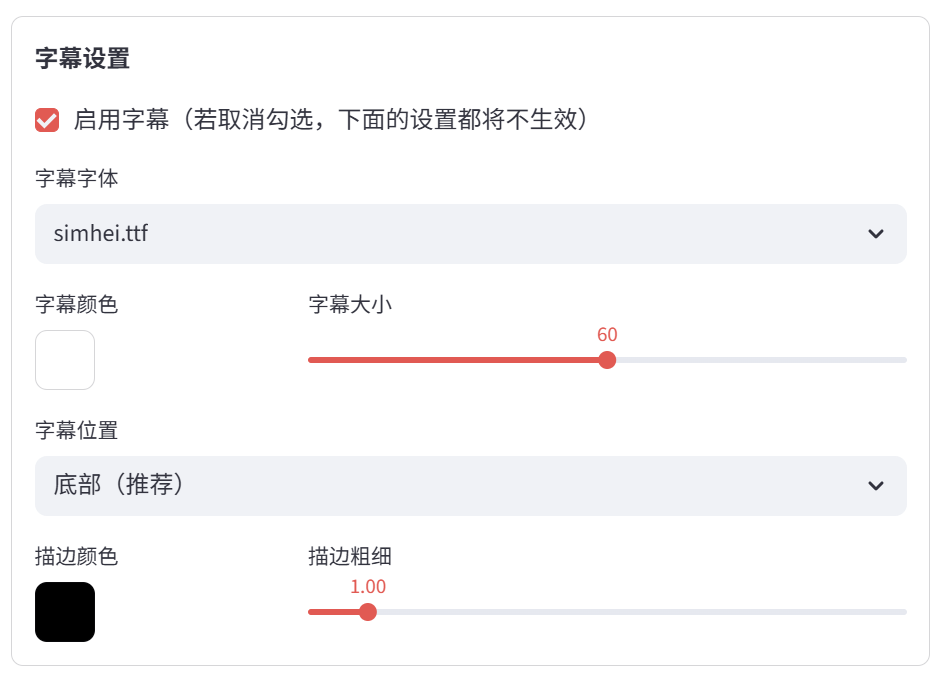 字幕设置
启用字幕（若取消勾选，下面的设置都将不生效）
字幕字体
simhei.ttf
字幕颜色
字幕大小
60
字幕位置
底部（推荐）
描边颜色
描边粗细
1.00